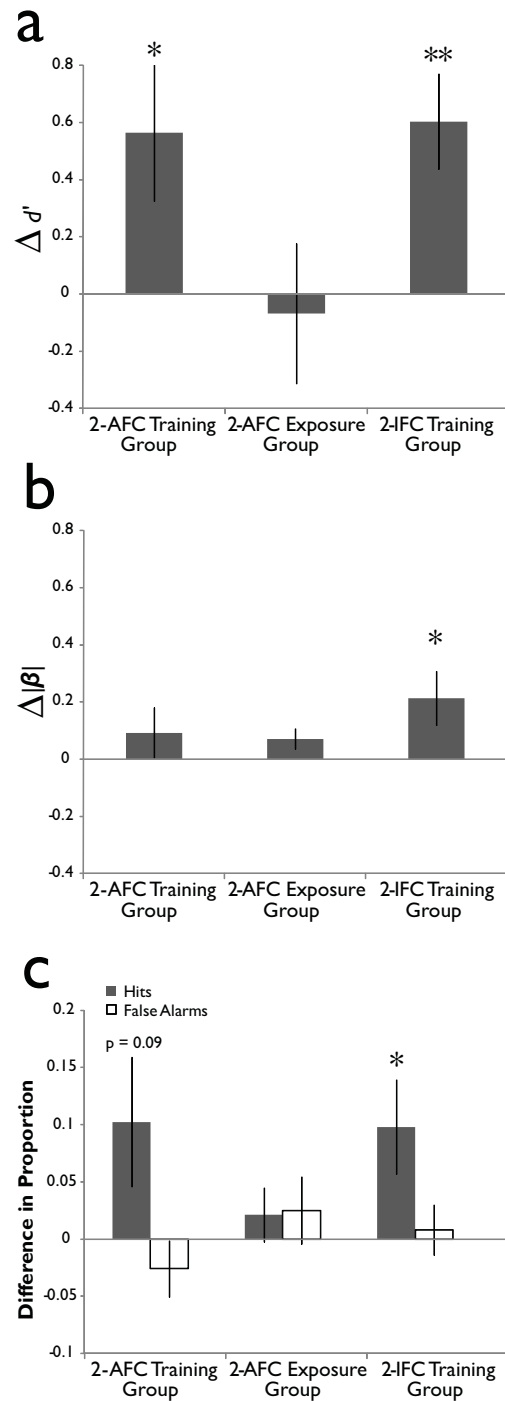 a
*
**
0.8
0.6
0.4
0.2
0
-0.2
-0.4
Δ d'
2-AFC Training Group
2-AFC Exposure Group
2-IFC Training Group
b
0.8
0.6
0.4
0.2
0
-0.2
-0.4
Δ|β|
*
2-AFC Training Group
2-AFC Exposure Group
2-IFC Training Group
c
Hits
False Alarms
p = 0.09
*
0.2
0.15
0.1
0.05
0
-0.05
-0.1
Difference in Proportion
2-AFC Training Group
2-AFC Exposure Group
2-IFC Training Group